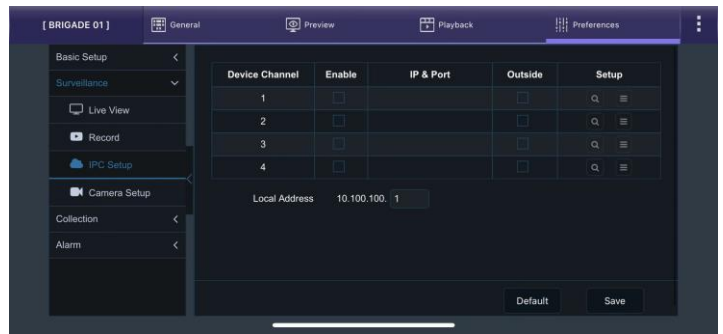 [ BRIGADE 01 ] General Preview Playback Preferences
Basic Setup
Surveillance
Live View
Record
IPC Setup
Camera Setup
Collection
Alarm
Device Channel Enable IP & Port Outside Setup
1
2
3
4
Local Address 10.100.100. 1
Default Save